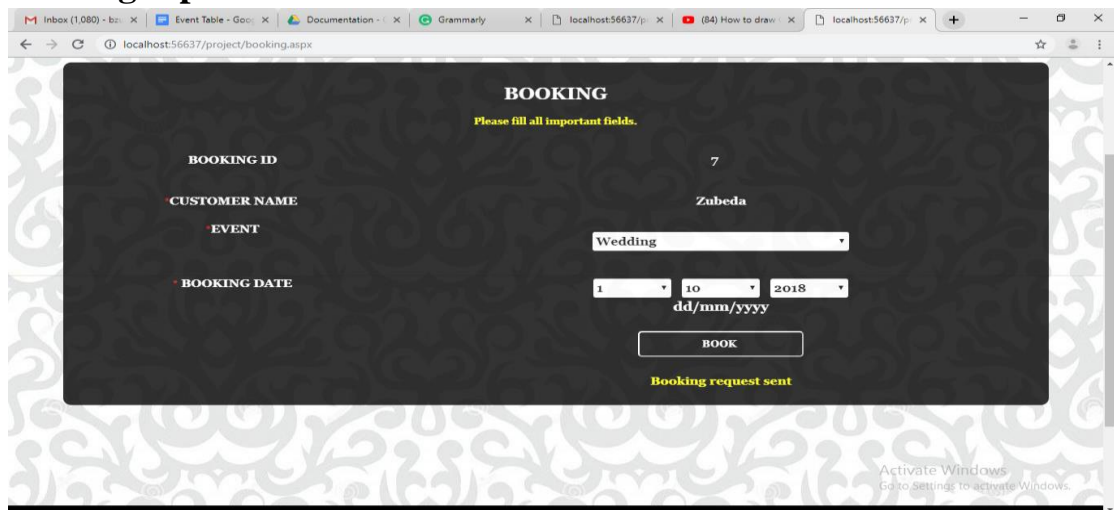 Inbox (1,080) - bzu
Event Table - Goog
Documentation - G
Grammarly
localhost:56637/p
(84) How to draw
localhost:56637/p
localhost:56637/project/booking.aspx
BOOKING
Please fill all important fields.
BOOKING ID 7
*CUSTOMER NAME Zubeda
*EVENT Wedding
* BOOKING DATE 1 10 2018
dd/mm/yyyy
BOOK
Booking request sent
Activate Windows
Go to Settings to activate Windows.